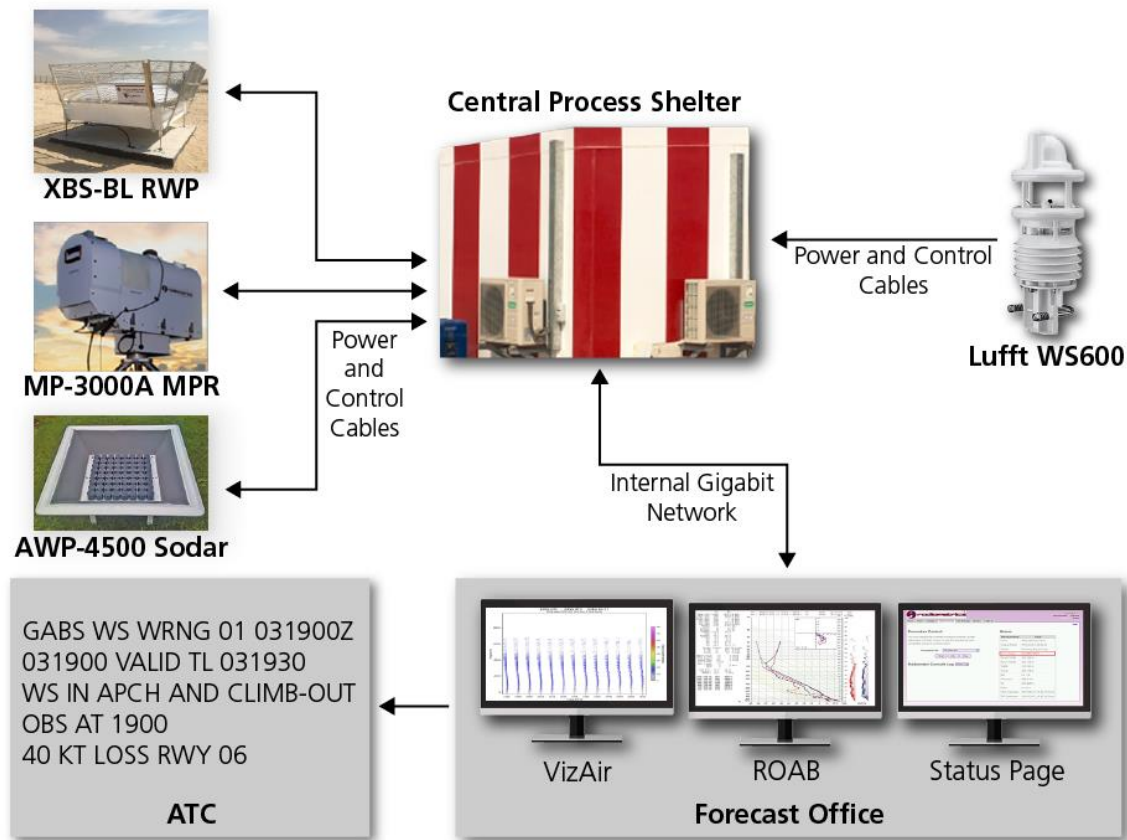 XBS-BL RWP
MP-3000A MPR
AWP-4500 Sodar
Power
and
Control
Cables
Central Process Shelter
Power and Control
Cables
Lufft WS600
Internal Gigabit
Network
GABS WS WRNG 01 031900Z
031900 VALID TL 031930
WS IN APCH AND CLIMB-OUT
OBS AT 1900
40 KT LOSS RWY 06
ATC
radiometrics
VizAir
ROAB
Status Page
Forecast Office